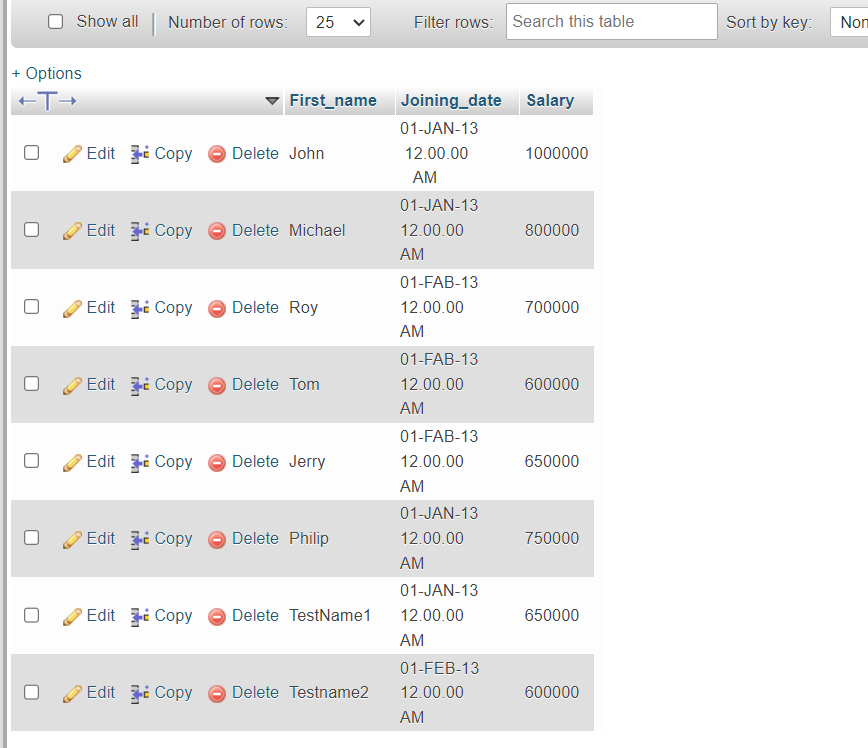 Show all Number of rows: 25 Filter rows: Search this table Sort by key: Non
+ Options
First_name Joining_date Salary
01-JAN-13
Edit Copy Delete John 12.00.00 1000000
AM
01-JAN-13
Edit Copy Delete Michael 12.00.00 800000
AM
01-FAB-13
Edit Copy Delete Roy 12.00.00 700000
AM
01-FAB-13
Edit Copy Delete Tom 12.00.00 600000
AM
01-FAB-13
Edit Copy Delete Jerry 12.00.00 650000
AM
01-JAN-13
Edit Copy Delete Philip 12.00.00 750000
AM
01-JAN-13
Edit Copy Delete TestName1 12.00.00 650000
AM
01-FEB-13
Edit Copy Delete Testname2 12.00.00 600000
AM